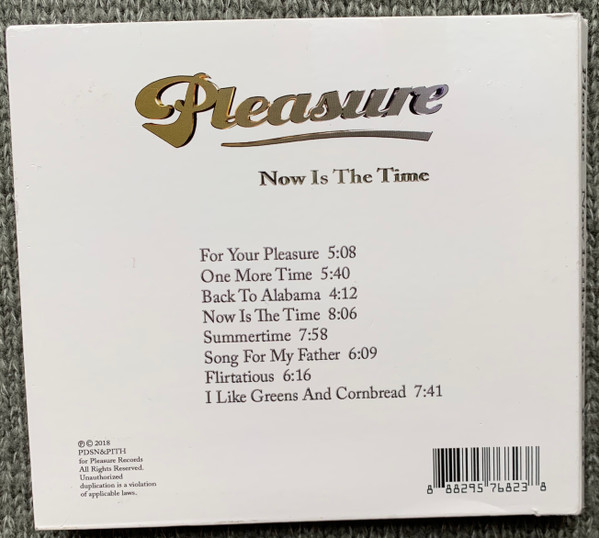 Pleasure
Now Is The Time
For Your Pleasure 5:08
One More Time 5:40
Back To Alabama 4:12
Now Is The Time 8:06
Summertime 7:58
Song For My Father 6:09
Flirtatious 6:16
I Like Greens And Cornbread 7:41
℗ © 2018
PDSN&PITH
for Pleasure Records
All Rights Reserved.
Unauthorized
duplication is a violation
of applicable laws.
8 88295 76823 8